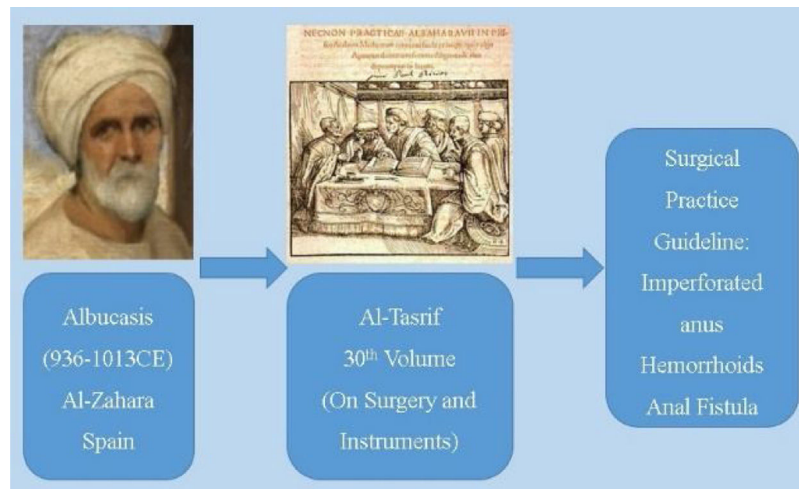 NECNON PRACTICAE ALSAHARAVII IN PRI-
Albucasis
(936-1013CE)
Al-Zahara
Spain
Al-Tasrif
30th Volume
(On Surgery and
Instruments)
Surgical
Practice
Guideline:
Imperforated
anus
Hemorrhoids
Anal Fistula